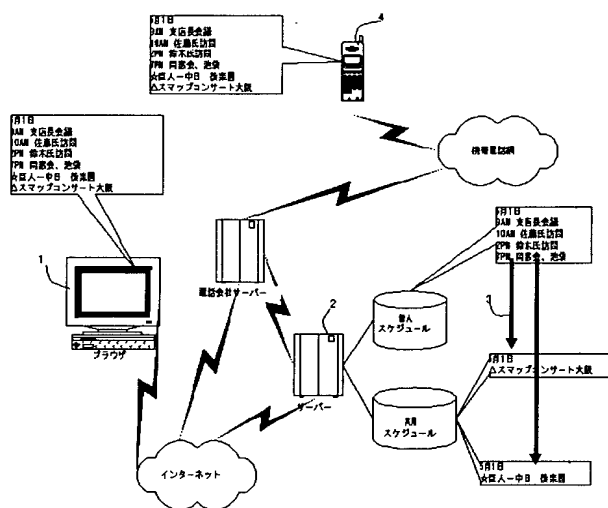 4
5月1日
9AM 支店長会議
10AM 佐藤氏訪問
2PM 鈴木氏訪問
7PM 同窓会、池袋
☆巨人ー中日 後楽園
△スマップコンサート大阪
携帯電話網
5月1日
9AM 支店長会議
10AM 佐藤氏訪問
2PM 鈴木氏訪問
7PM 同窓会、池袋
☆巨人ー中日 後楽園
△スマップコンサート大阪
1
ブラウザ
電話会社サーバー
2
サーバー
個人
スケジュール
5月1日
9AM 支店長会議
10AM 佐藤氏訪問
2PM 鈴木氏訪問
7PM 同窓会、池袋
3
5月1日
△スマップコンサート大阪
汎用
スケジュール
5月1日
☆巨人ー中日 後楽園
インターネット